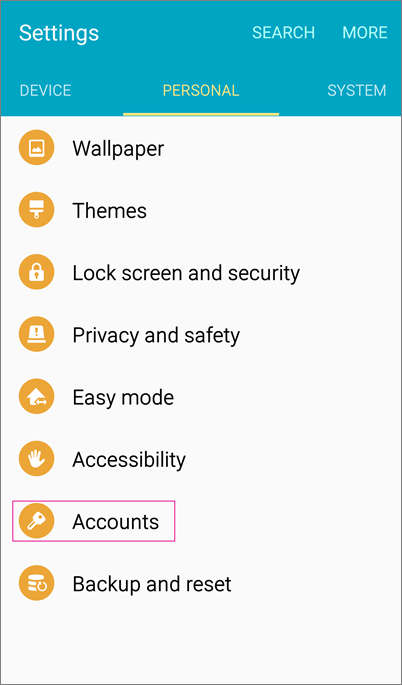 Settings SEARCH MORE
DEVICE PERSONAL SYSTEM
Wallpaper
Themes
Lock screen and security
Privacy and safety
Easy mode
Accessibility
Accounts
Backup and reset